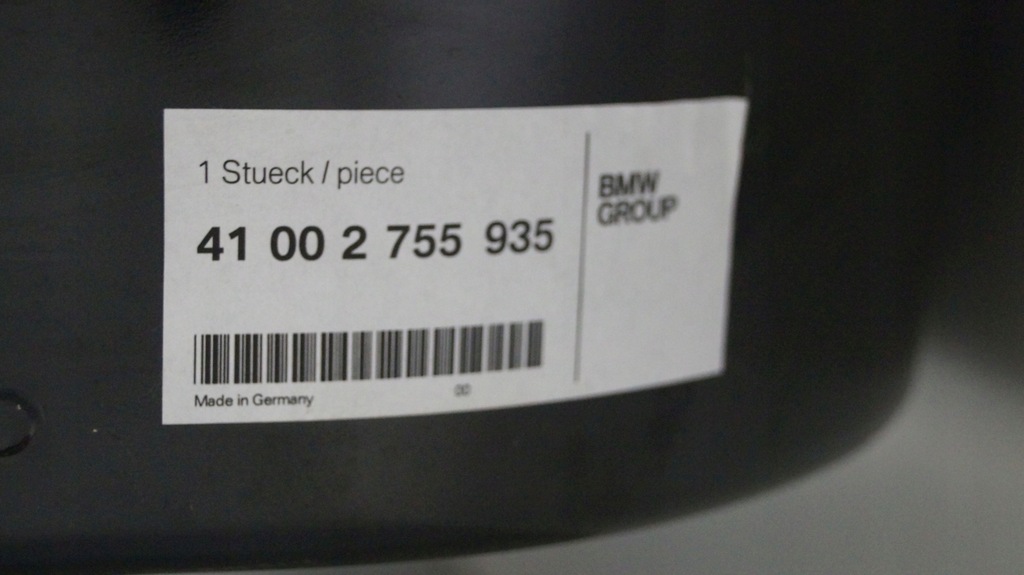 1 Stueck / piece
41 00 2 755 935
Made in Germany
00
BMW
GROUP